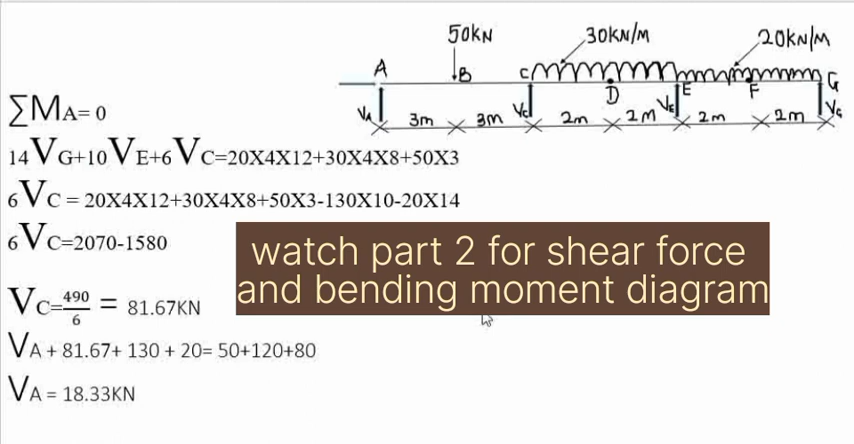 50KN
30KN/M
20KN/M
A
B
C
D
E
F
G
VA
VC
VE
VG
3m
3m
2m
2M
2m
2m
∑MA=0
14VG+10VE+6VC=20X4X12+30X4X8+50X3
6VC = 20X4X12+30X4X8+50X3-130X10-20X14
6VC=2070-1580
watch part 2 for shear force
and bending moment diagram
VC=490/6 = 81.67KN
VA + 81.67+ 130 + 20= 50+120+80
VA = 18.33KN